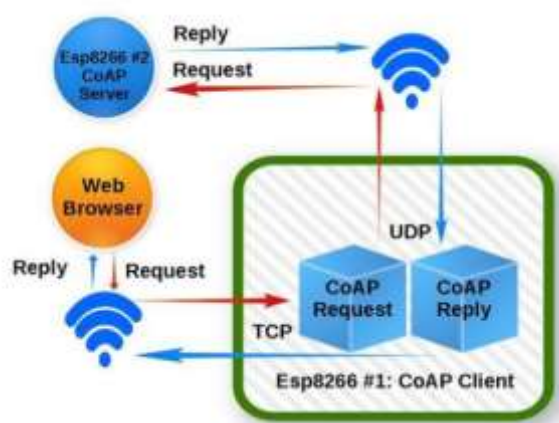 Reply
Esp8266 #2
CoAP
Server
Request
Web
Browser
UDP
Reply
Request
CoAP
Request
CoAP
Reply
TCP
Esp8266 #1: CoAP Client